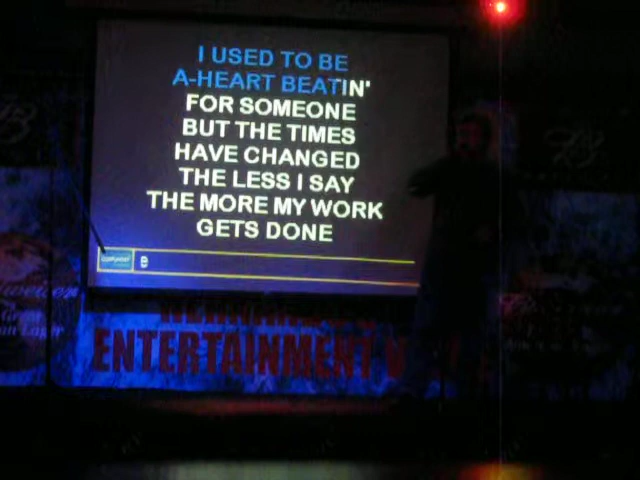 I USED TO BE
A-HEART BEATIN'
FOR SOMEONE
BUT THE TIMES
HAVE CHANGED
THE LESS I SAY
THE MORE MY WORK
GETS DONE
e
ENTERTAINMENT